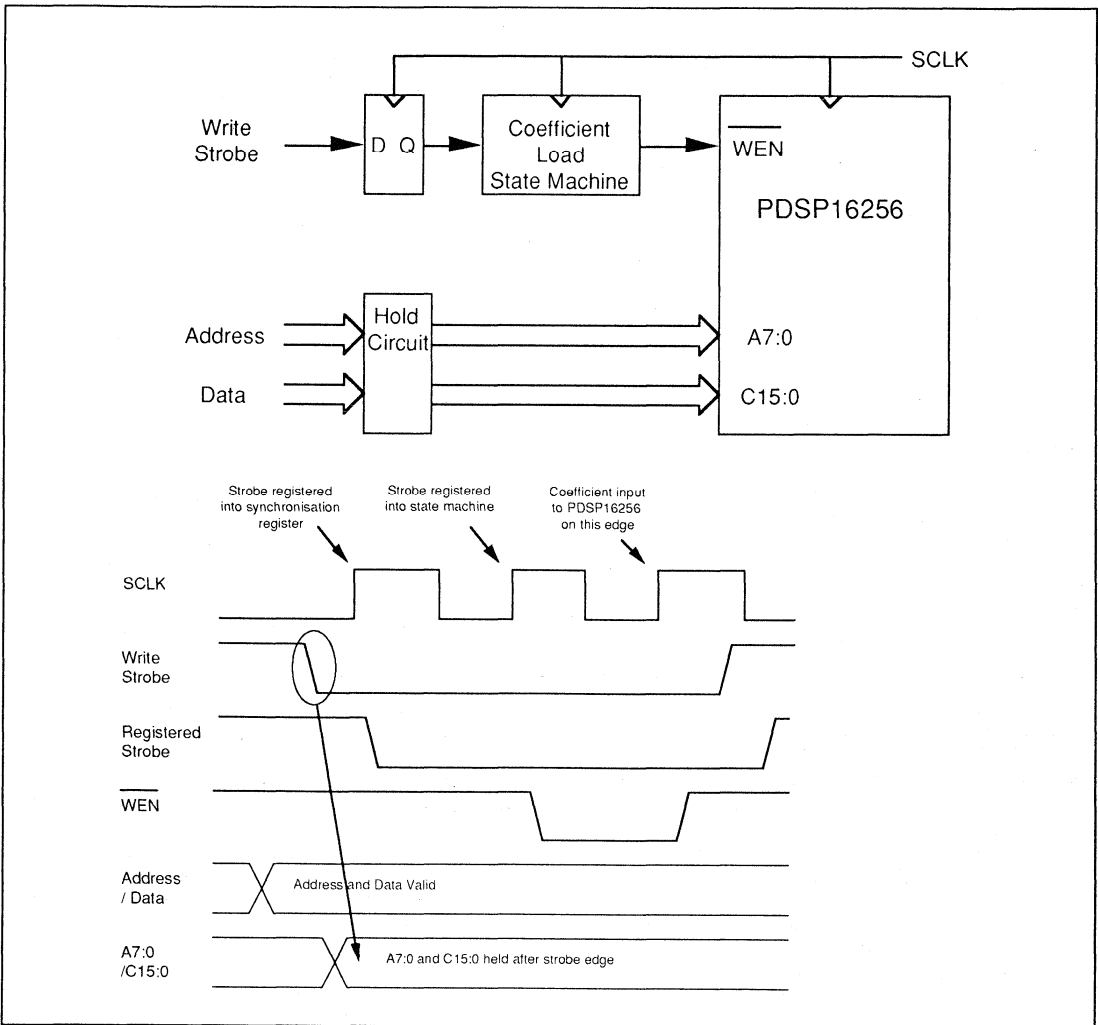 SCLK
Write
Strobe
D Q
Coefficient
Load
State Machine
WEN
PDSP16256
Address
Data
Hold
Circuit
A7:0
C15:0
Strobe registered
into synchronisation
register
Strobe registered
into state machine
Coefficient input
to PDSP16256
on this edge
SCLK
Write
Strobe
Registered
Strobe
WEN
Address
/ Data
Address and Data Valid
A7:0
/C15:0
A7:0 and C15:0 held after strobe edge